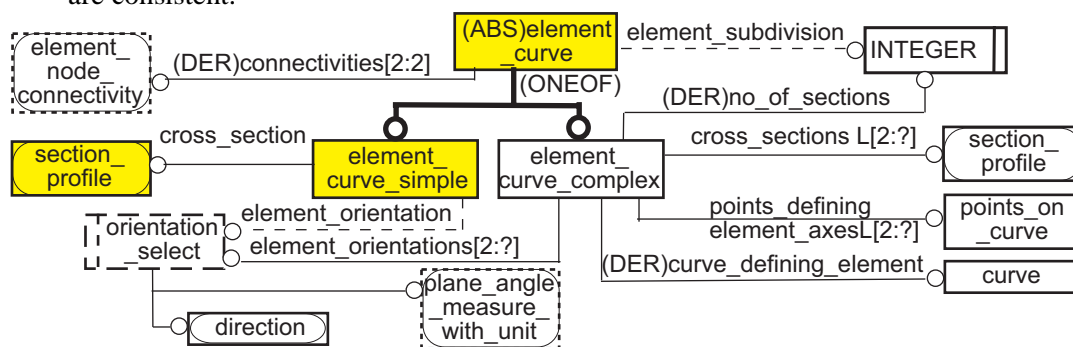 are consistent.
(ABS)element
_curve
element_subdivision
INTEGER
element_
node_
connectivity
(DER)connectivities[2:2]
(ONEOF)
(DER)no_of_sections
cross_section
cross_sections L[2:?]
section_
profile
element_
curve_simple
element_
curve_complex
section_
profile
element_orientation
points_defining
element_axesL[2:?]
points_on
_curve
orientation
_select
element_orientations[2:?]
(DER)curve_defining_element
curve
plane_angle
_measure
_with_unit
direction